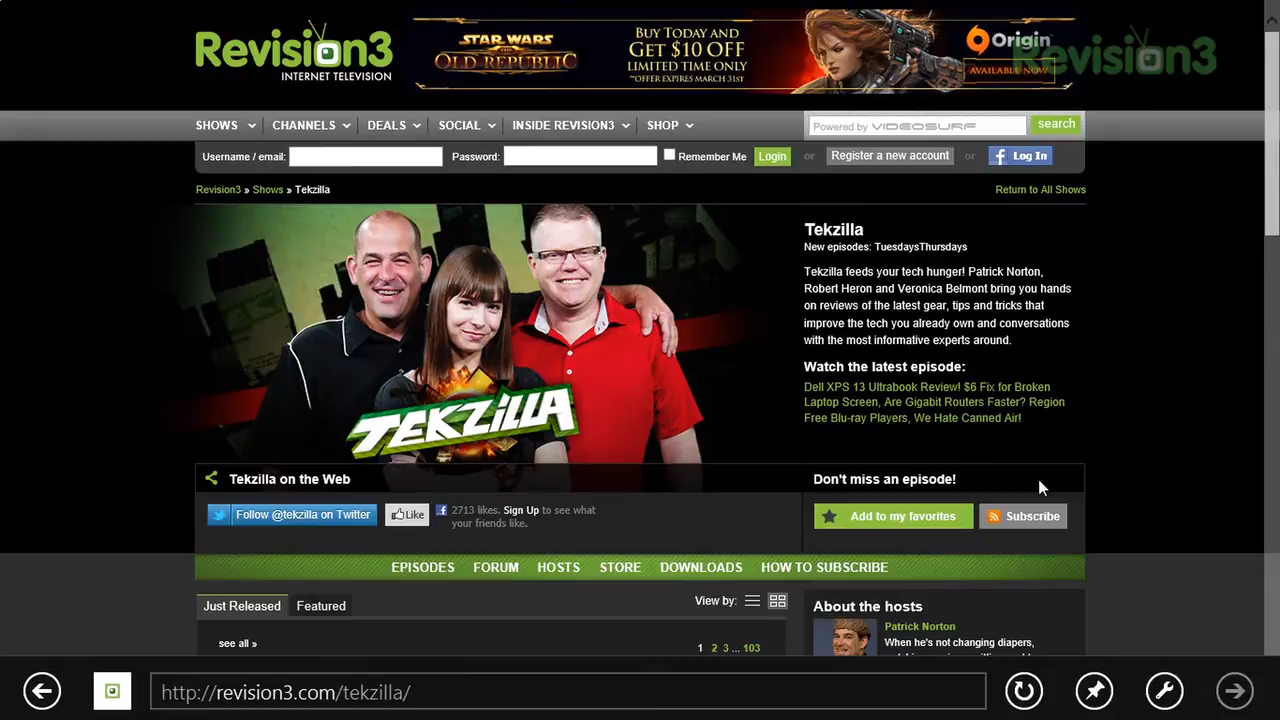 Revision3
INTERNET TELEVISION
STAR WARS
THE OLD REPUBLIC
BUY TODAY AND
GET $10 OFF
LIMITED TIME ONLY
**OFFER EXPIRES MARCH 31ST
Origin
AVAILABLE NOW
Revision3
SHOWS CHANNELS DEALS SOCIAL INSIDE REVISION3 SHOP
Powered by VIDEOSURF search
Username / email: Password: Remember Me Login or Register a new account or f Log In
Revision3 » Shows » Tekzilla Return to All Shows
TEKZILLA
Tekzilla
New episodes: TuesdaysThursdays
Tekzilla feeds your tech hunger! Patrick Norton,
Robert Heron and Veronica Belmont bring you hands
on reviews of the latest gear, tips and tricks that
improve the tech you already own and conversations
with the most informative experts around.
Watch the latest episode:
Dell XPS 13 Ultrabook Review! $6 Fix for Broken
Laptop Screen, Are Gigabit Routers Faster? Region
Free Blu-ray Players, We Hate Canned Air!
Tekzilla on the Web
Follow @tekzilla on Twitter Like f 2713 likes. Sign Up to see what
your friends like.
Don't miss an episode!
Add to my favorites Subscribe
EPISODES FORUM HOSTS STORE DOWNLOADS HOW TO SUBSCRIBE
Just Released Featured View by:
see all » 1 2 3 ... 103
About the hosts
Patrick Norton
When he's not changing diapers,
http://revision3.com/tekzilla/